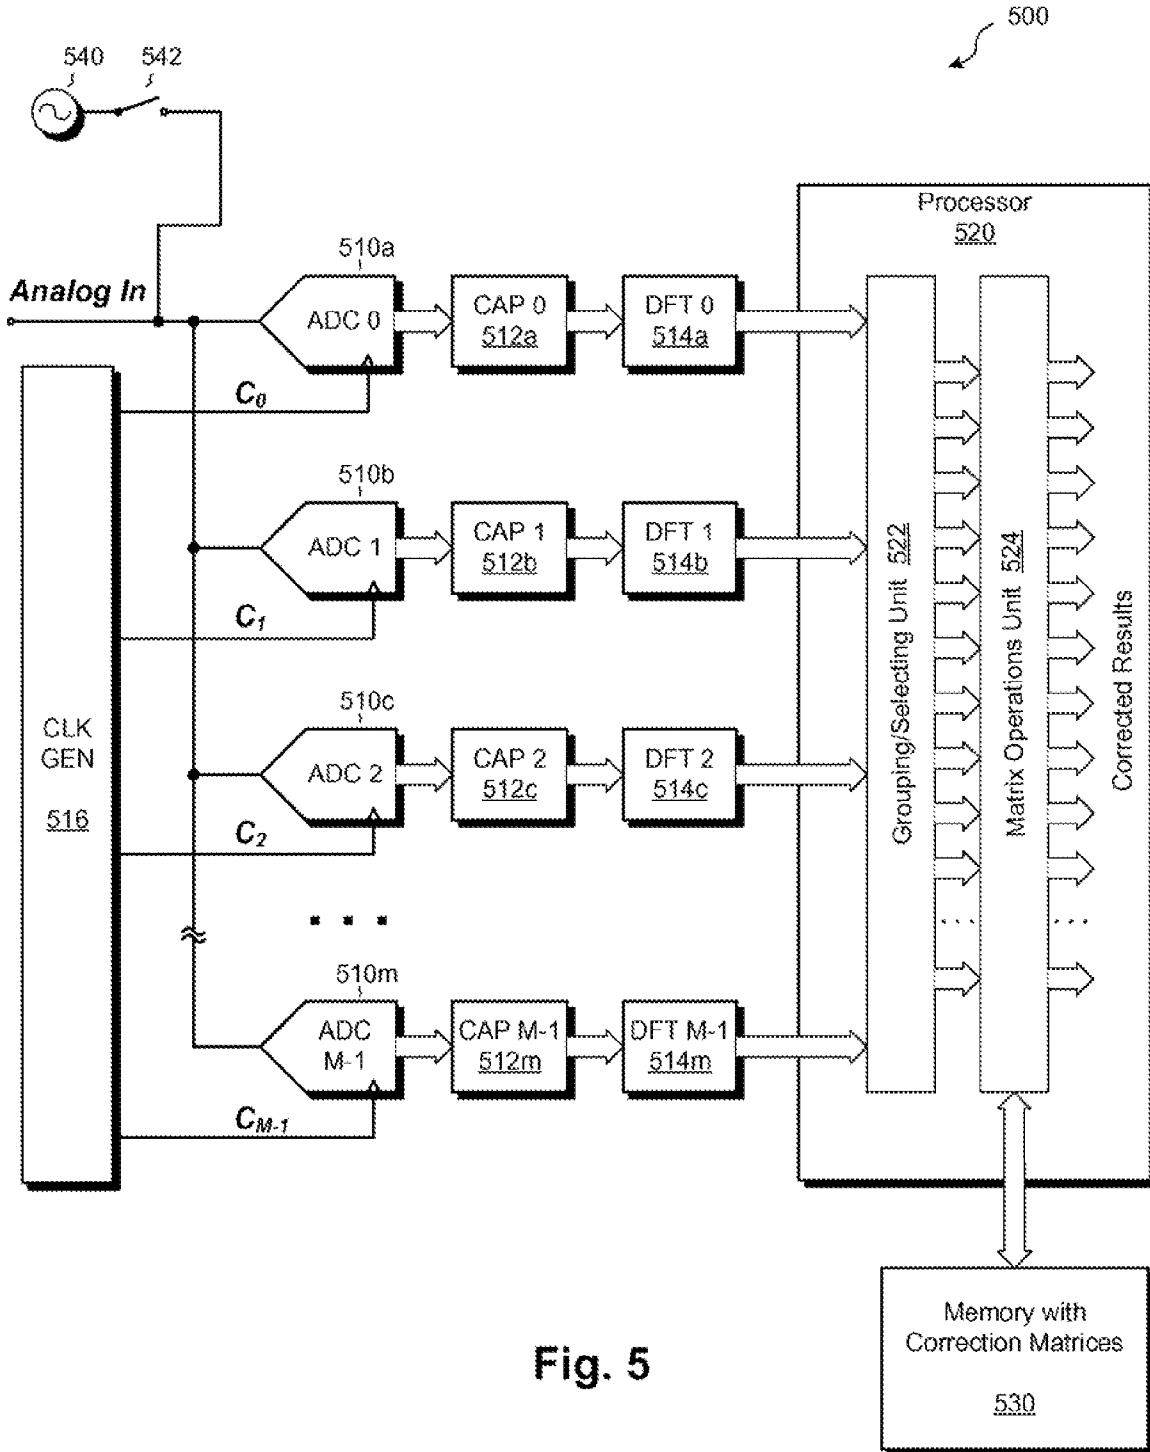 500
540
542
Processor
520
510a
Analog In
ADC 0
CAP 0
512a
DFT 0
514a
C0
510b
ADC 1
CAP 1
512b
DFT 1
514b
C1
510c
ADC 2
CAP 2
512c
DFT 2
514c
C2
CLK
GEN
516
. . .
510m
ADC
M-1
CAP M-1
512m
DFT M-1
514m
CM-1
Grouping/Selecting Unit 522
. . .
Matrix Operations Unit 524
. . .
Corrected Results
Memory with
Correction Matrices
530
Fig. 5